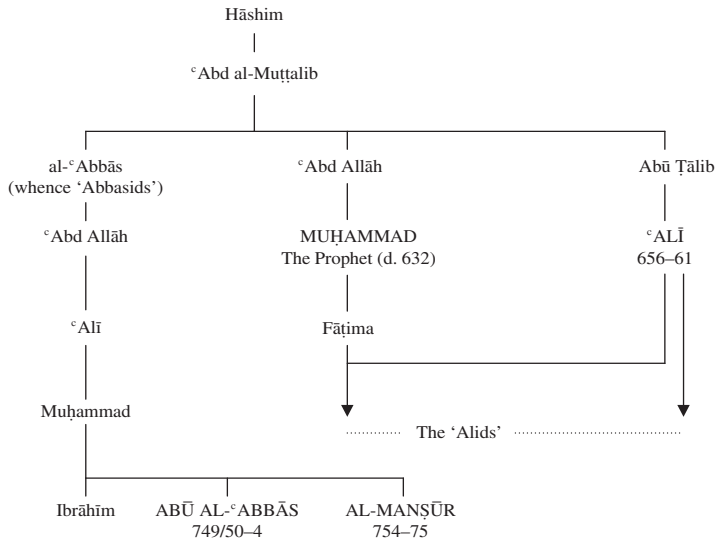 Hāshim
ᶜAbd al-Muṭṭalib
al-ᶜAbbās
(whence ‘Abbasids’)
ᶜAbd Allāh
Abū Ṭālib
ᶜAbd Allāh
MUḤAMMAD
The Prophet (d. 632)
ᶜALĪ
656–61
ᶜAlī
Fāṭima
Muḥammad
The ‘Alids’
Ibrāhīm
ABŪ AL-ᶜABBĀS
749/50–4
AL-MANṢŪR
754–75